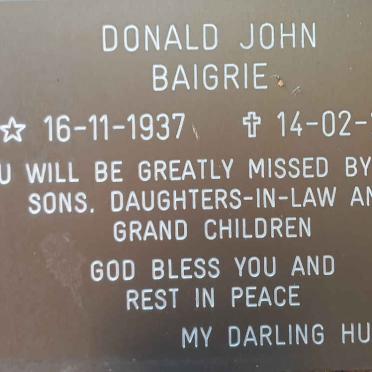 DONALD JOHN
BAIGRIE
☆ 16-11-1937 ✝ 14-02-
WILL BE GREATLY MISSED BY
SONS. DAUGHTERS-IN-LAW
GRAND CHILDREN
GOD BLESS YOU AND
REST IN PEACE
MY DARLING